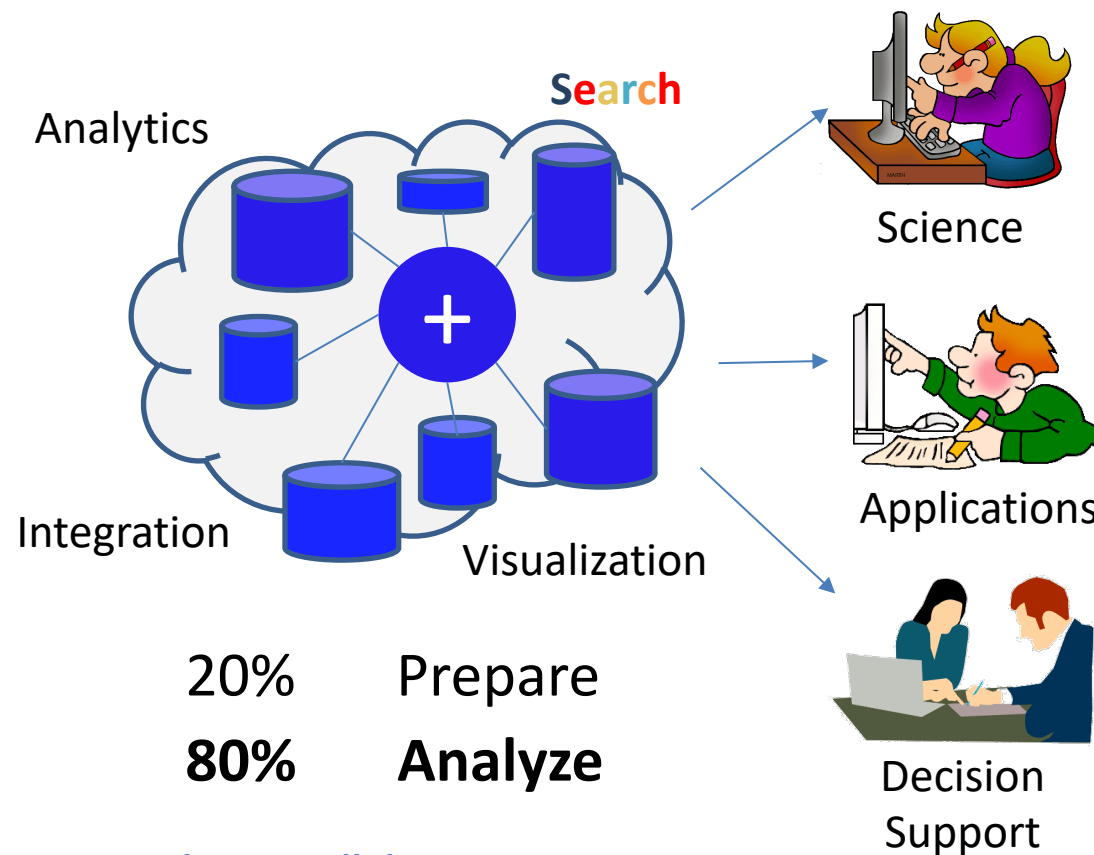 Search
Analytics
Science
+
Applications
Integration
Visualization
20% Prepare
80% Analyze
Decision
Support